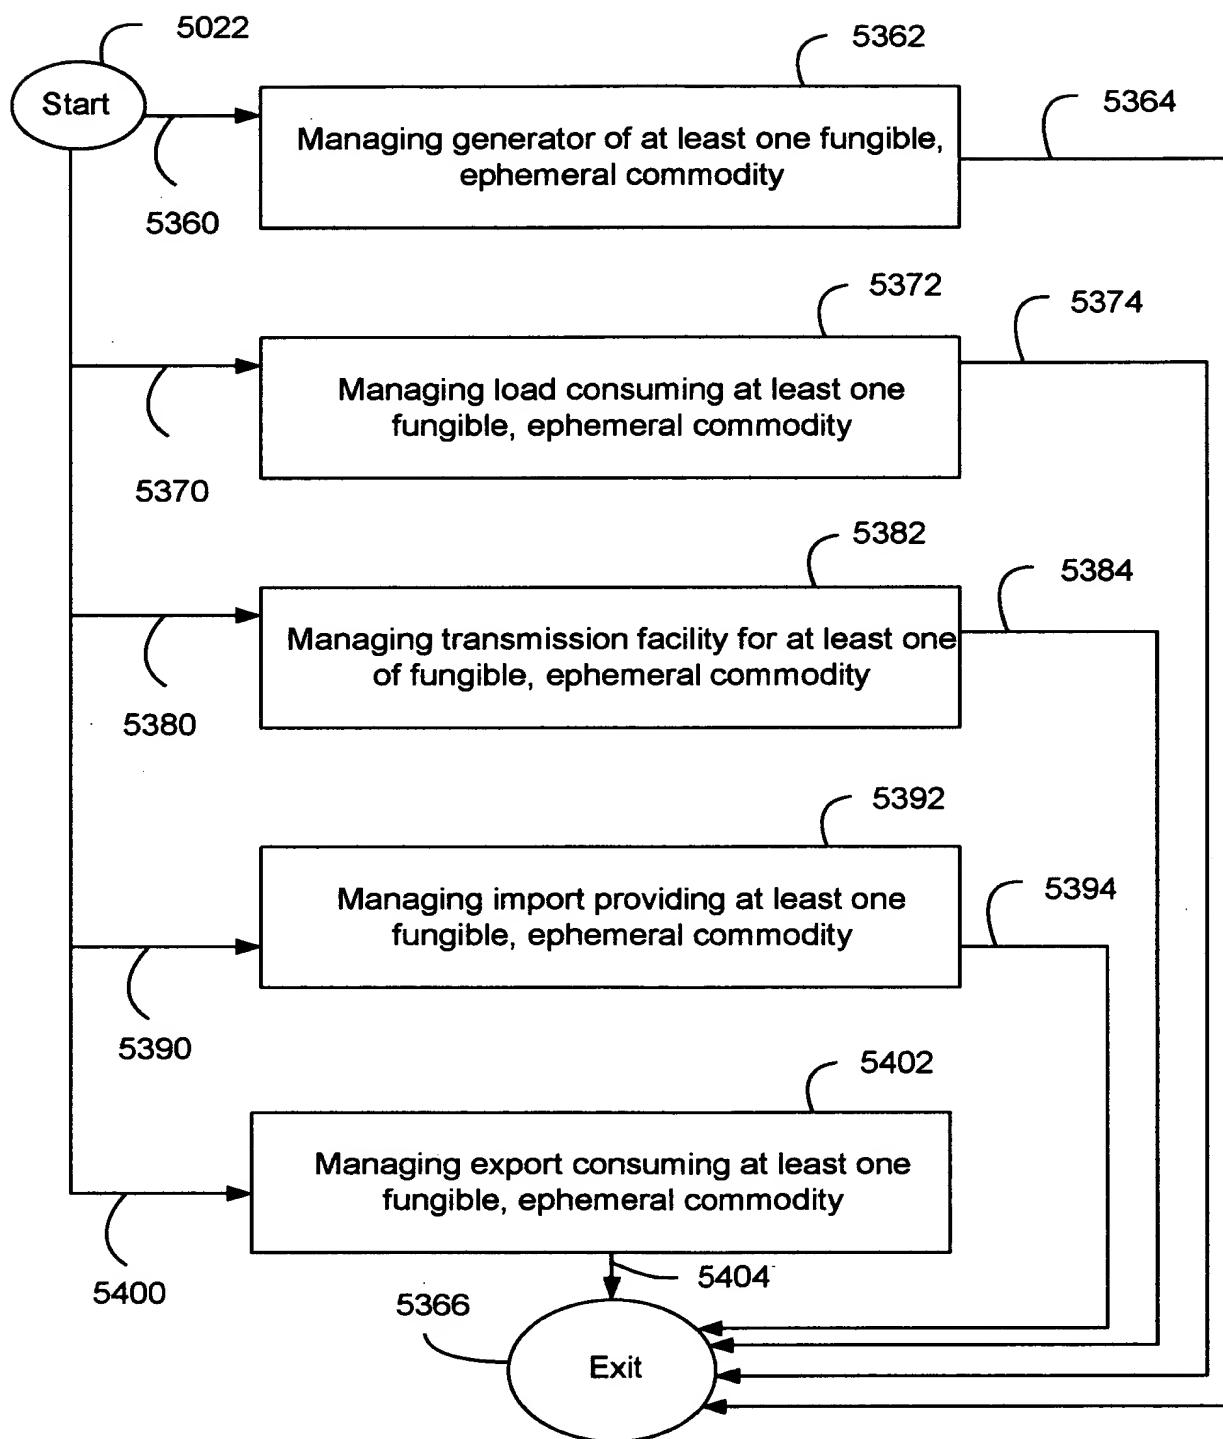 5022
Start
5362
5364
Managing generator of at least one fungible,
ephemeral commodity
5360
5372
5374
Managing load consuming at least one
fungible, ephemeral commodity
5370
5382
5384
Managing transmission facility for at least one
of fungible, ephemeral commodity
5380
5392
5394
Managing import providing at least one
fungible, ephemeral commodity
5390
5402
Managing export consuming at least one
fungible, ephemeral commodity
5400
5404
5366
Exit